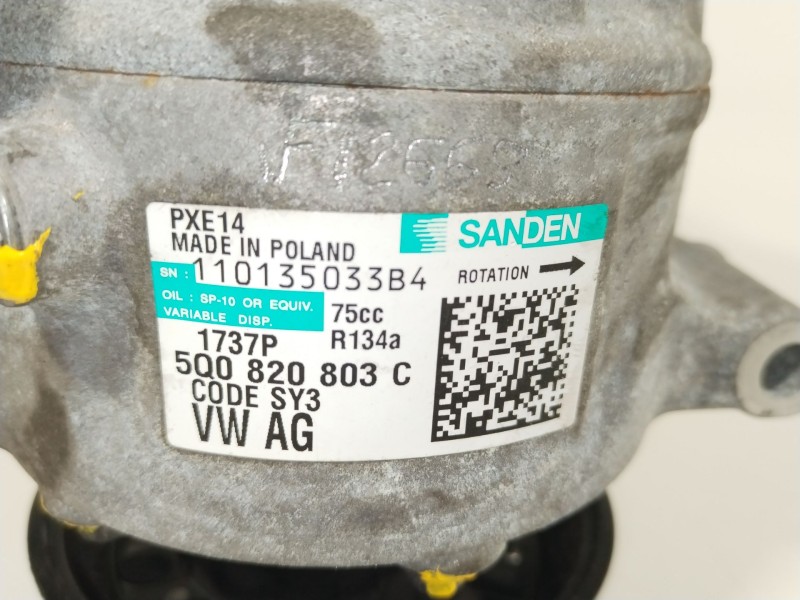 PXE14
SANDEN
MADE IN POLAND
SN : 110135033B4
ROTATION
OIL : SP-10 OR EQUIV.
75cc
VARIABLE DISP.
1737P
R134a
5Q0 820 803 C
CODE SY3
VW AG